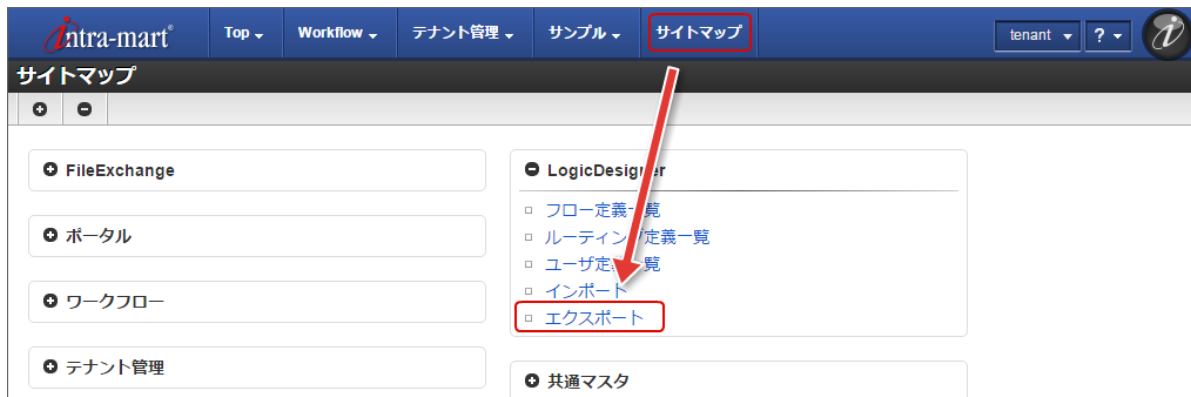 intra-mart® Top Workflow テナント管理 サンプル サイトマップ tenant ?
サイトマップ
FileExchange
ポータル
ワークフロー
テナント管理
LogicDesigner
フロー定義一覧
ルーティング定義一覧
ユーザ定義一覧
インポート
エクスポート
共通マスタ